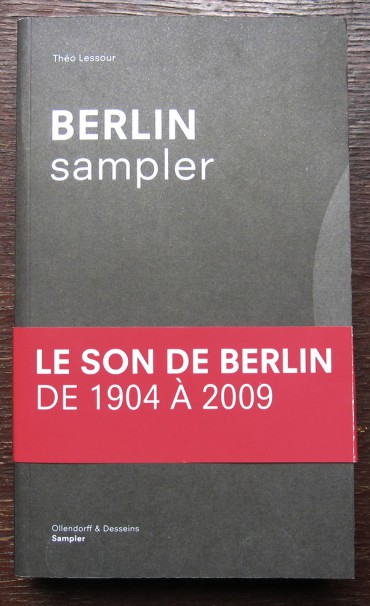 Théo Lessour
BERLIN
sampler
LE SON DE BERLIN
DE 1904 À 2009
Ollendorff & Desseins
Sampler